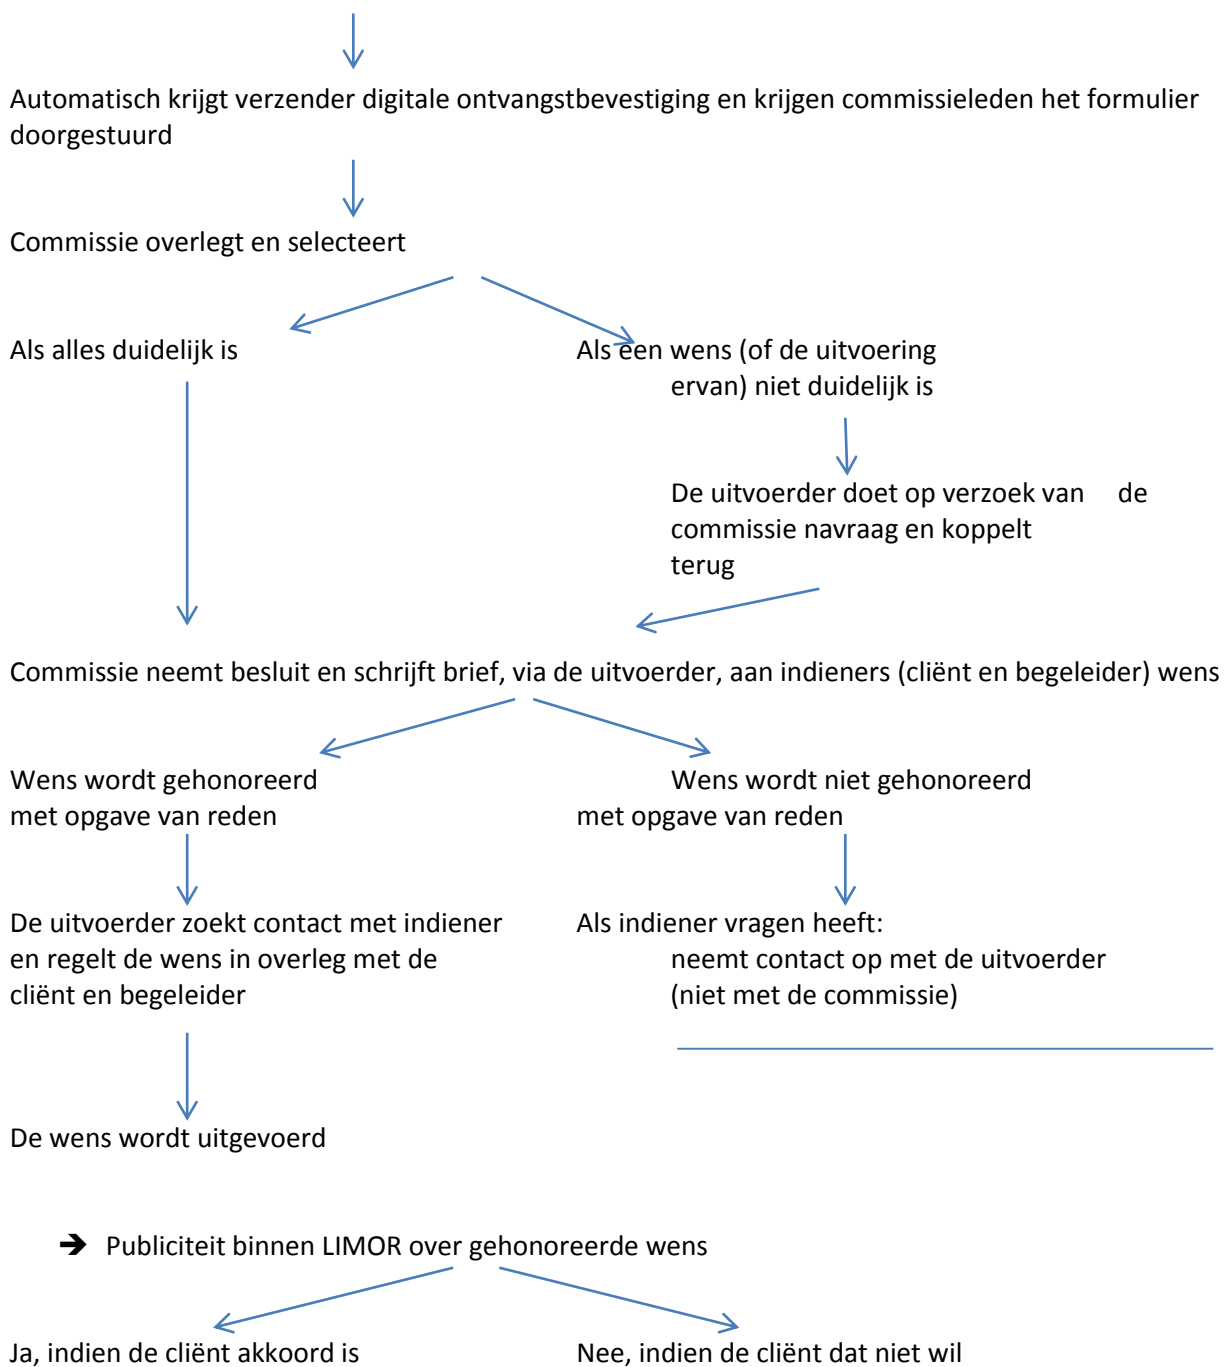 Automatisch krijgt verzender digitale ontvangstbevestiging en krijgen commissieleden het formulier
doorgestuurd
Commissie overlegt en selecteert
Als alles duidelijk is
Als een wens (of de uitvoering
ervan) niet duidelijk is
De uitvoerder doet op verzoek van de
commissie navraag en koppelt
terug
Commissie neemt besluit en schrijft brief, via de uitvoerder, aan indieners (cliënt en begeleider) wens
Wens wordt gehonoreerd
met opgave van reden
Wens wordt niet gehonoreerd
met opgave van reden
De uitvoerder zoekt contact met indiener
en regelt de wens in overleg met de
cliënt en begeleider
Als indiener vragen heeft:
neemt contact op met de uitvoerder
(niet met de commissie)
De wens wordt uitgevoerd
➔ Publiciteit binnen LIMOR over gehonoreerde wens
Ja, indien de cliënt akkoord is
Nee, indien de cliënt dat niet wil